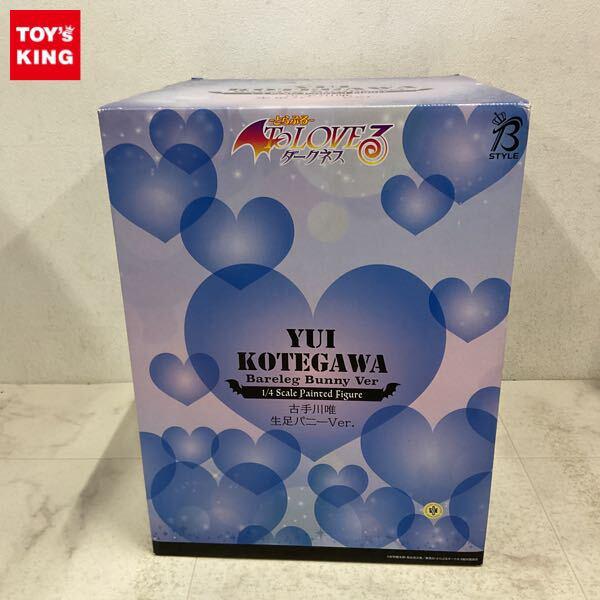 TOY's
KING
-とらぶる-
To LOVEる
ダークネス
B
STYLE
YUI
KOTEGAWA
Bareleg Bunny Ver
1/4 Scale Painted Figure
古手川唯
生足バニーVer.